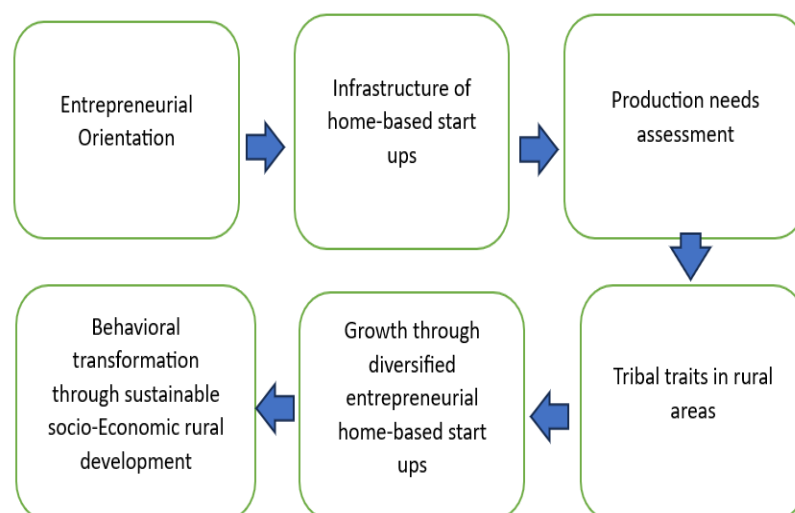 Entrepreneurial
Orientation
Infrastructure of
home-based start
ups
Production needs
assessment
Tribal traits in rural
areas
Growth through
diversified
entrepreneurial
home-based start
ups
Behavioral
transformation
through sustainable
socio-Economic rural
development